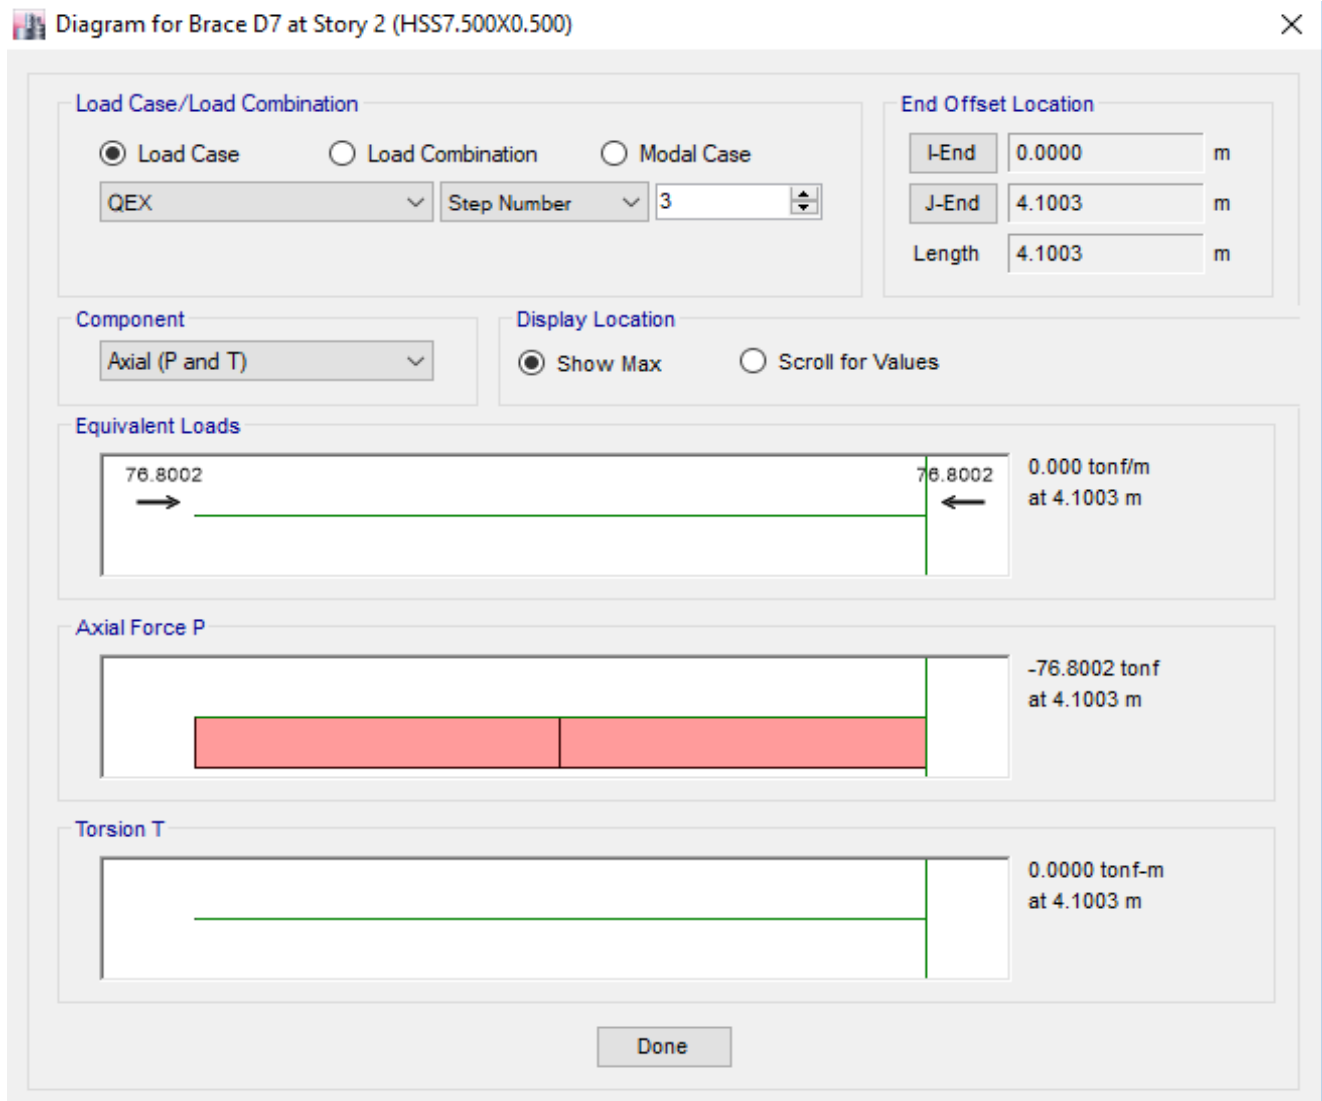 Diagram for Brace D7 at Story 2 (HSS7.500X0.500)
Load Case/Load Combination
Load Case
Load Combination
Modal Case
QEX
Step Number
3
End Offset Location
I-End
0.0000
m
J-End
4.1003
m
Length
4.1003
m
Component
Axial (P and T)
Display Location
Show Max
Scroll for Values
Equivalent Loads
76.8002
76.8002
0.000 tonf/m
at 4.1003 m
Axial Force P
-76.8002 tonf
at 4.1003 m
Torsion T
0.0000 tonf-m
at 4.1003 m
Done